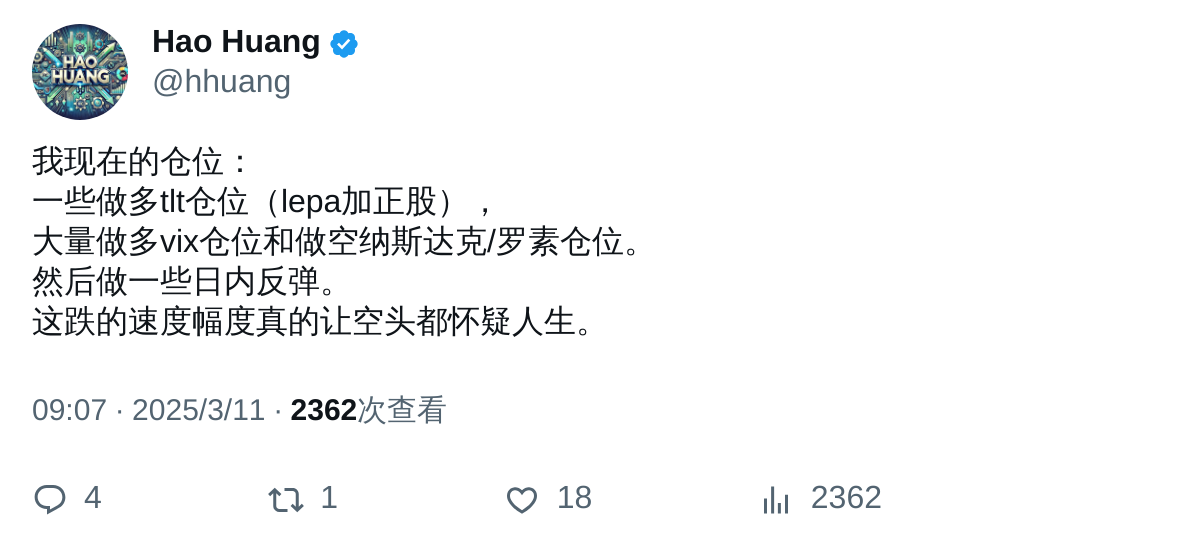 HAO
HUANG
Hao Huang
@hhuang
我现在的仓位：
一些做多tlt仓位（lepa加正股），
大量做多vix仓位和做空纳斯达克/罗素仓位。
然后做一些日内反弹。
这跌的速度幅度真的让空头都怀疑人生。
09:07 · 2025/3/11 · 2362次查看
4 1 18 2362